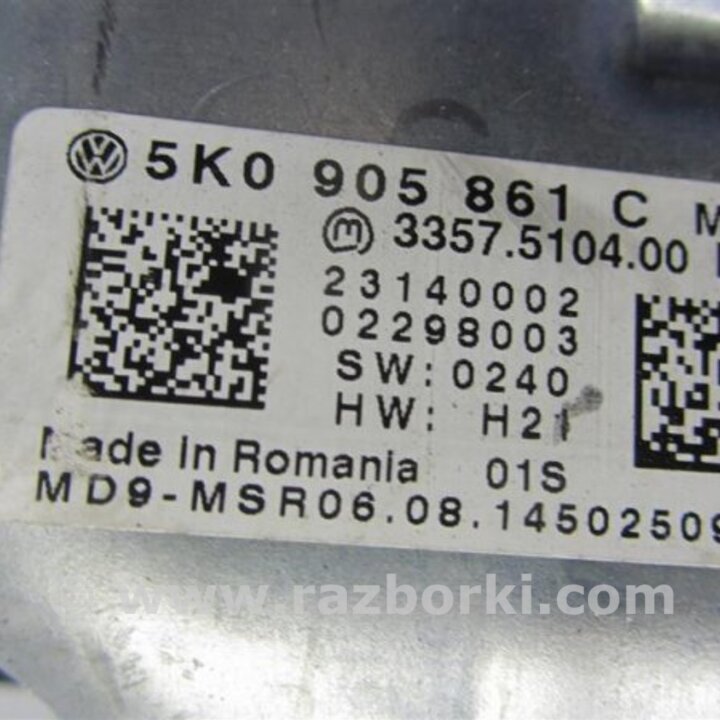 5K0 905 861 C M
m 3357.5104.00
23140002
02298003
SW: 0240
HW: H21
Made in Romania 01S
MD9-MSR06.08.14502509
www.razborki.com